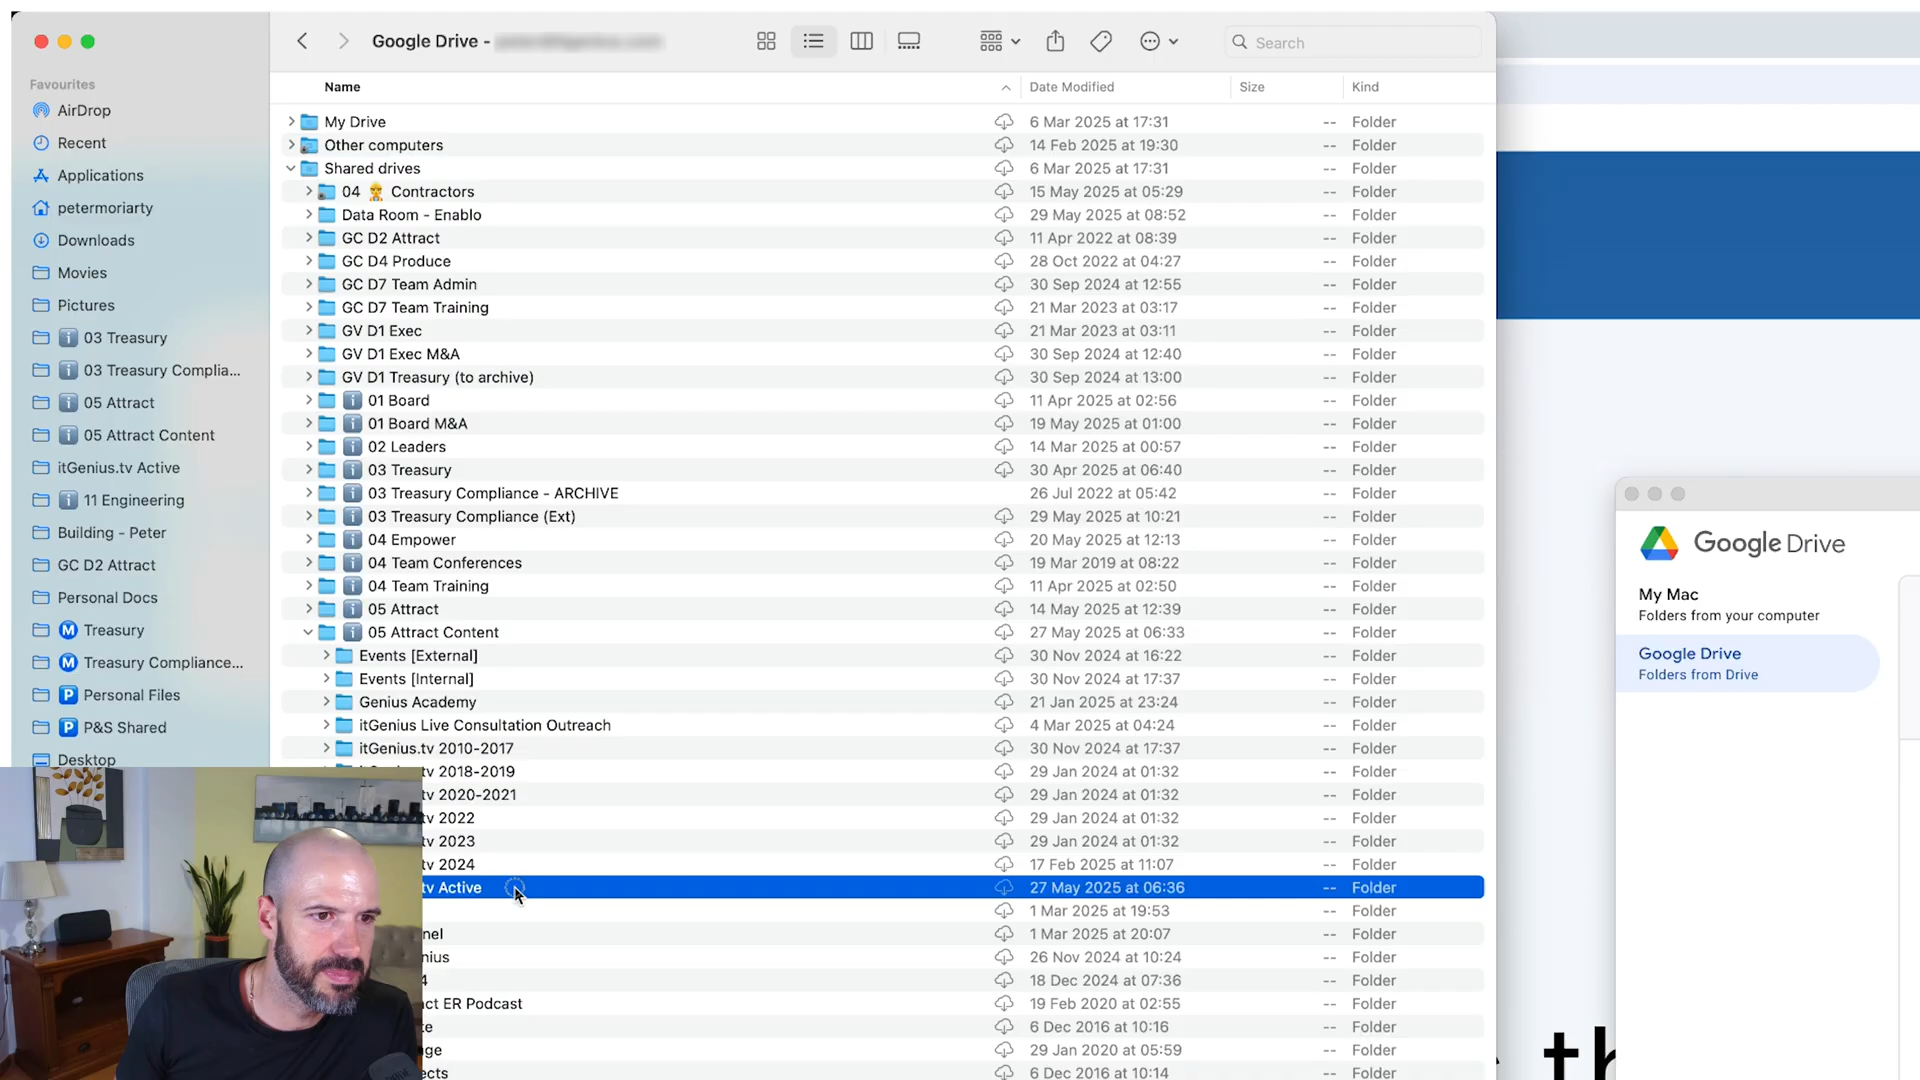 Google Drive -
Search
Favourites
AirDrop
Recent
Applications
petermoriarty
Downloads
Movies
Pictures
03 Treasury
03 Treasury Complia...
05 Attract
05 Attract Content
itGenius.tv Active
11 Engineering
Building - Peter
GC D2 Attract
Personal Docs
M Treasury
M Treasury Compliance...
P Personal Files
P P&S Shared
Desktop
Name Date Modified Size Kind
My Drive 6 Mar 2025 at 17:31 -- Folder
Other computers 14 Feb 2025 at 19:30 -- Folder
Shared drives 6 Mar 2025 at 17:31 -- Folder
04 👷 Contractors 15 May 2025 at 05:29 -- Folder
Data Room - Enablo 29 May 2025 at 08:52 -- Folder
GC D2 Attract 11 Apr 2022 at 08:39 -- Folder
GC D4 Produce 28 Oct 2022 at 04:27 -- Folder
GC D7 Team Admin 30 Sep 2024 at 12:55 -- Folder
GC D7 Team Training 21 Mar 2023 at 03:17 -- Folder
GV D1 Exec 21 Mar 2023 at 03:11 -- Folder
GV D1 Exec M&A 30 Sep 2024 at 12:40 -- Folder
GV D1 Treasury (to archive) 30 Sep 2024 at 13:00 -- Folder
01 Board 11 Apr 2025 at 02:56 -- Folder
01 Board M&A 19 May 2025 at 01:00 -- Folder
02 Leaders 14 Mar 2025 at 00:57 -- Folder
03 Treasury 30 Apr 2025 at 06:40 -- Folder
03 Treasury Compliance - ARCHIVE 26 Jul 2022 at 05:42 -- Folder
03 Treasury Compliance (Ext) 29 May 2025 at 10:21 -- Folder
04 Empower 20 May 2025 at 12:13 -- Folder
04 Team Conferences 19 Mar 2019 at 08:22 -- Folder
04 Team Training 11 Apr 2025 at 02:50 -- Folder
05 Attract 14 May 2025 at 12:39 -- Folder
05 Attract Content 27 May 2025 at 06:33 -- Folder
Events [External] 30 Nov 2024 at 16:22 -- Folder
Events [Internal] 30 Nov 2024 at 17:37 -- Folder
Genius Academy 21 Jan 2025 at 23:24 -- Folder
itGenius Live Consultation Outreach 4 Mar 2025 at 04:24 -- Folder
itGenius.tv 2010-2017 30 Nov 2024 at 17:37 -- Folder
tv 2018-2019 29 Jan 2024 at 01:32 -- Folder
tv 2020-2021 29 Jan 2024 at 01:32 -- Folder
tv 2022 29 Jan 2024 at 01:32 -- Folder
tv 2023 29 Jan 2024 at 01:32 -- Folder
tv 2024 17 Feb 2025 at 11:07 -- Folder
tv Active 27 May 2025 at 06:36 -- Folder
1 Mar 2025 at 19:53 -- Folder
nel 1 Mar 2025 at 20:07 -- Folder
nius 26 Nov 2024 at 10:24 -- Folder
4 18 Dec 2024 at 07:36 -- Folder
act ER Podcast 19 Feb 2020 at 02:55 -- Folder
te 6 Dec 2016 at 10:16 -- Folder
ge 29 Jan 2020 at 05:59 -- Folder
ects 6 Dec 2016 at 10:14 -- Folder
Google Drive
My Mac
Folders from your computer
Google Drive
Folders from Drive
th